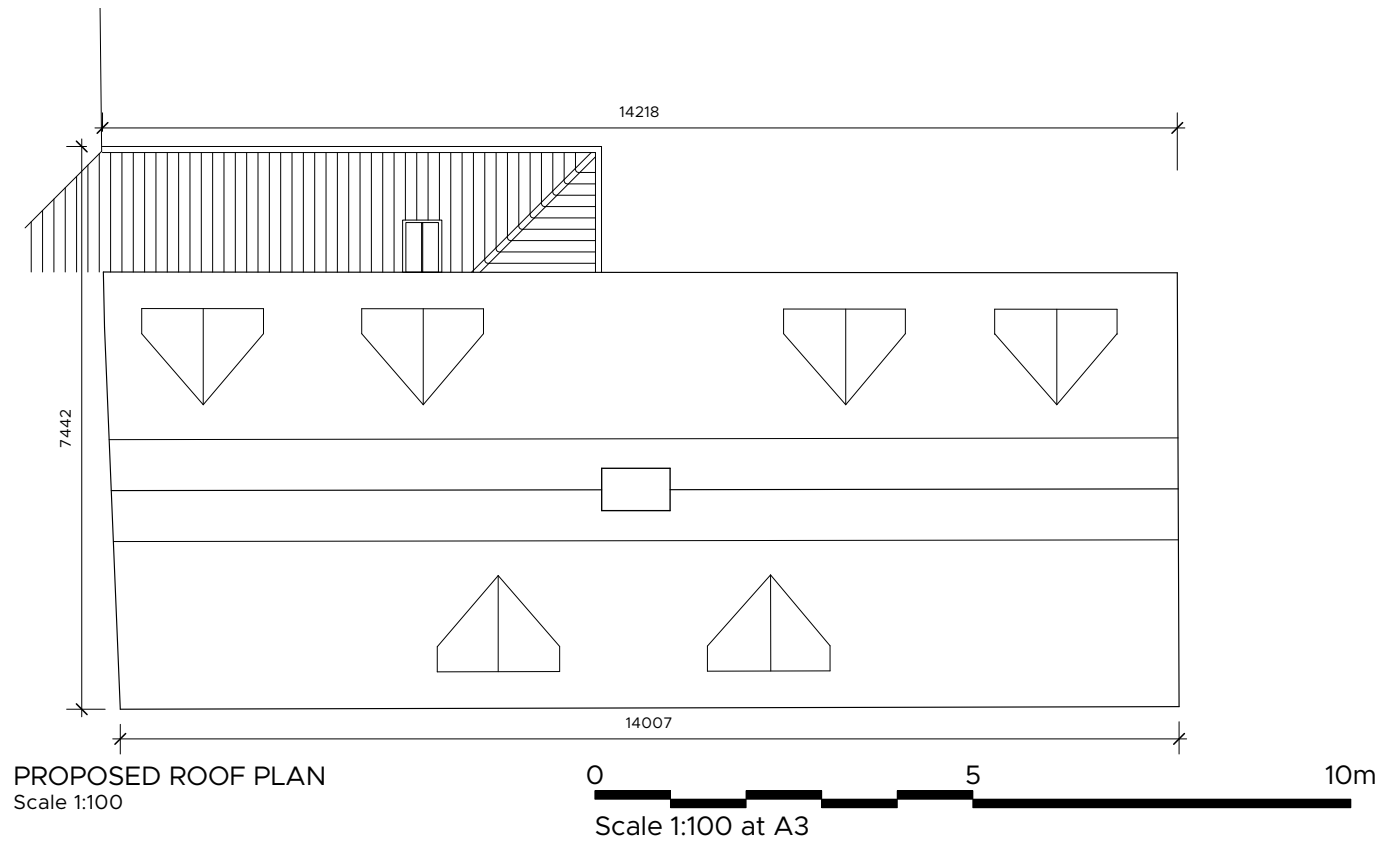 14218
7442
14007
PROPOSED ROOF PLAN
Scale 1:100
0 5 10m
Scale 1:100 at A3